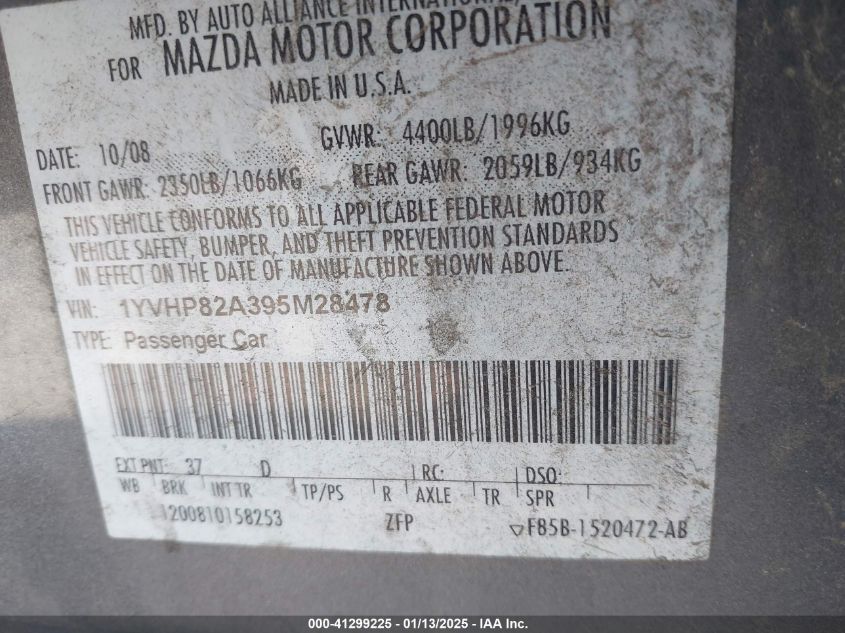 MFD. BY AUTO ALLIANCE INTERNATIONAL,
FOR MAZDA MOTOR CORPORATION
MADE IN U.S.A.
DATE: 10/08 GVWR: 4400LB/1996KG
FRONT GAWR: 2350LB/1066KG REAR GAWR: 2059LB/934KG
THIS VEHICLE CONFORMS TO ALL APPLICABLE FEDERAL MOTOR
VEHICLE SAFETY, BUMPER, AND THEFT PREVENTION STANDARDS
IN EFFECT ON THE DATE OF MANUFACTURE SHOWN ABOVE.
VIN: 1YVHP82A395M28478
TYPE: Passenger Car
EXT PNT: 37 D RC: DSO:
WB BRK INT TR TP/PS R AXLE TR SPR
1200810158253 ZFP FB5B-1520472-AB
000-41299225 - 01/13/2025 - IAA Inc.